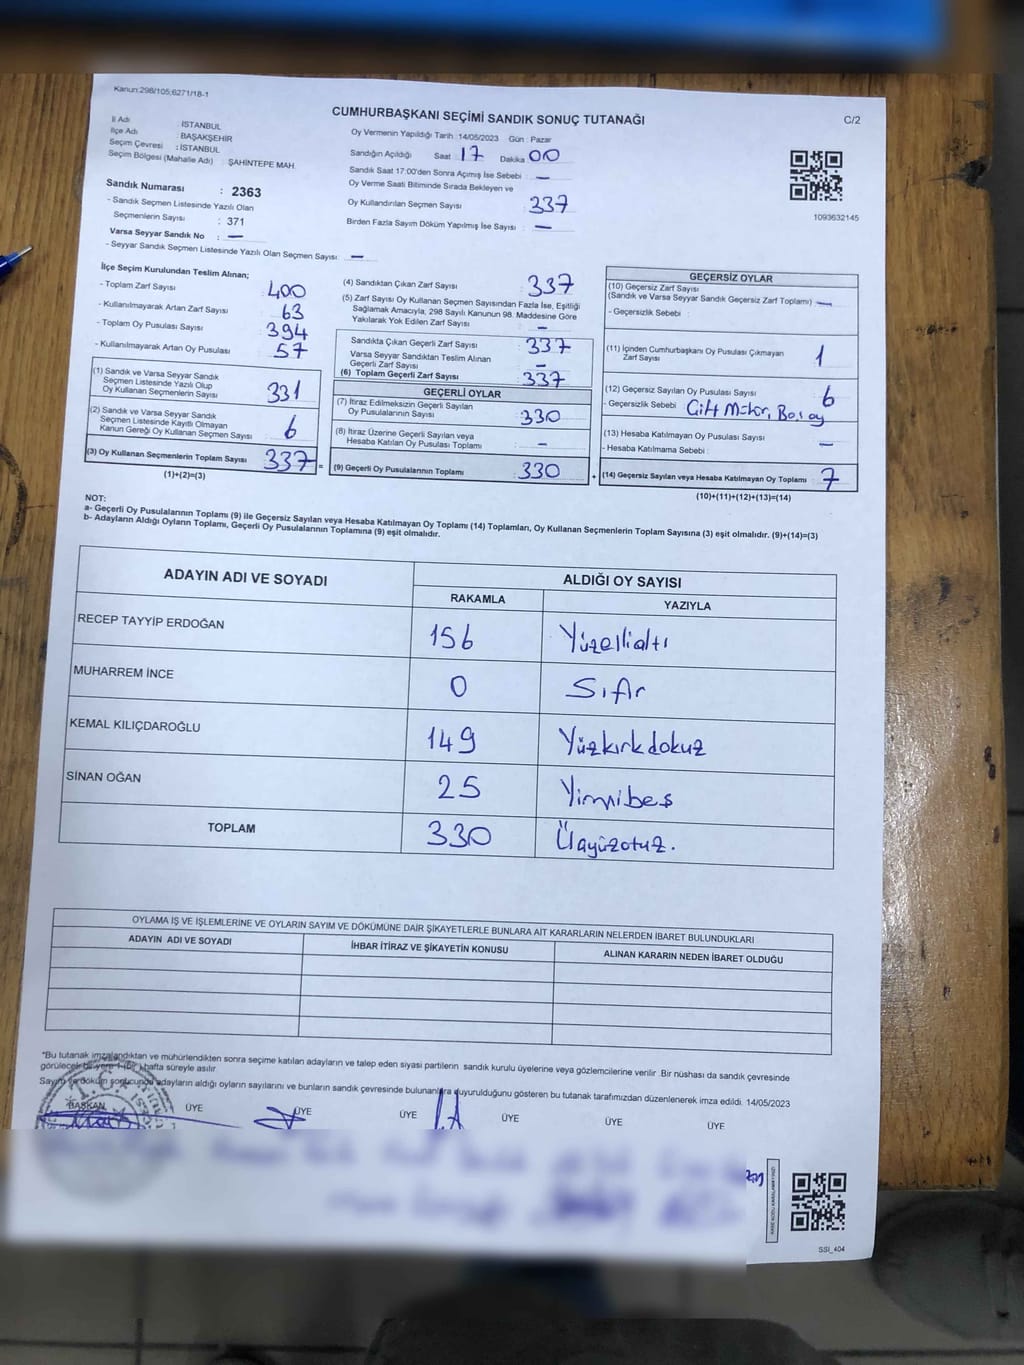 Kanun:298/105;6271/18-1
CUMHURBAŞKANI SEÇİMİ SANDIK SONUÇ TUTANAĞI
C/2
İl Adı : İSTANBUL
İlçe Adı : BAŞAKŞEHİR
Seçim Çevresi : İSTANBUL
Seçim Bölgesi (Mahalle Adı) ŞAHİNTEPE MAH.
Sandık Numarası : 2363
- Sandık Seçmen Listesinde Yazılı Olan
Seçmenlerin Sayısı : 371
Varsa Seyyar Sandık No : —
- Seyyar Sandık Seçmen Listesinde Yazılı Olan Seçmen Sayısı: —
Oy Vermenin Yapıldığı Tarih :14/05/2023 Gün : Pazar
Sandığın Açıldığı Saat 17 Dakika 00
Sandık Saat 17:00'den Sonra Açımış İse Sebebi : —
Oy Verme Saati Bitiminde Sırada Bekleyen ve
Oy Kullandırılan Seçmen Sayısı 337
Birden Fazla Sayım Döküm Yapılmış İse Sayısı : —
1093632145
İlçe Seçim Kurulundan Teslim Alınan;
- Toplam Zarf Sayısı : 400
- Kullanılmayarak Artan Zarf Sayısı : 63
- Toplam Oy Pusulası Sayısı : 394
- Kullanılmayarak Artan Oy Pusulası : 57
(1) Sandık ve Varsa Seyyar Sandık
Seçmen Listesinde Yazılı Olup
Oy Kullanan Seçmenlerin Sayısı : 331
(2) Sandık ve Varsa Seyyar Sandık
Seçmen Listesinde Kayıtlı Olmayan
Kanun Gereği Oy Kullanan Seçmen Sayısı : 6
(3) Oy Kullanan Seçmenlerin Toplam Sayısı : 337 =
(1)+(2)=(3)
(4) Sandıktan Çıkan Zarf Sayısı : 337
(5) Zarf Sayısı Oy Kullanan Seçmen Sayısından Fazla İse, Eşitliği
Sağlamak Amacıyla, 298 Sayılı Kanunun 98. Maddesine Göre
Yakılarak Yok Edilen Zarf Sayısı : —
Sandıkta Çıkan Geçerli Zarf Sayısı : 337
Varsa Seyyar Sandıktan Teslim Alınan
Geçerli Zarf Sayısı : —
(6) Toplam Geçerli Zarf Sayısı : 337
GEÇERLİ OYLAR
(7) İtiraz Edilmeksizin Geçerli Sayılan
Oy Pusulalarının Sayısı : 330
(8) İtiraz Üzerine Geçerli Sayılan veya
Hesaba Katılan Oy Pusulası Toplamı : —
(9) Geçerli Oy Pusulalarının Toplamı : 330 +
GEÇERSİZ OYLAR
(10) Geçersiz Zarf Sayısı
(Sandık ve Varsa Seyyar Sandık Geçersiz Zarf Toplamı) : —
- Geçersizlik Sebebi :
(11) İçinden Cumhurbaşkanı Oy Pusulası Çıkmayan
Zarf Sayısı : 1
(12) Geçersiz Sayılan Oy Pusulası Sayısı : 6
- Geçersizlik Sebebi :
(13) Hesaba Katılmayan Oy Pusulası Sayısı : —
- Hesaba Katılmama Sebebi :
(14) Geçersiz Sayılan veya Hesaba Katılmayan Oy Toplamı : 7
(10)+(11)+(12)+(13)=(14)
NOT:
a- Geçerli Oy Pusulalarının Toplamı (9) ile Geçersiz Sayılan veya Hesaba Katılmayan Oy Toplamı (14) Toplamları, Oy Kullanan Seçmenlerin Toplam Sayısına (3) eşit olmalıdır. (9)+(14)=(3)
b- Adayların Aldığı Oyların Toplamı, Geçerli Oy Pusulalarının Toplamına (9) eşit olmalıdır.
ADAYIN ADI VE SOYADI ALDIĞI OY SAYISI
RAKAMLA YAZIYLA
RECEP TAYYİP ERDOĞAN 156 Yüzellialtı
MUHARREM İNCE 0 Sıfır
KEMAL KILIÇDAROĞLU 149 Yüzkırkdokuz
SİNAN OĞAN 25 Yirmibeş
TOPLAM 330 Üçyüzotuz.
OYLAMA İŞ VE İŞLEMLERİNE VE OYLARIN SAYIM VE DÖKÜMÜNE DAİR ŞİKAYETLERLE BUNLARA AİT KARARLARIN NELERDEN İBARET BULUNDUKLARI
ADAYIN ADI VE SOYADI İHBAR İTİRAZ VE ŞİKAYETİN KONUSU ALINAN KARARIN NEDEN İBARET OLDUĞU
*Bu tutanak imzalandıktan ve mühürlendikten sonra seçime katılan adayların ve talep eden siyasi partilerin sandık kurulu üyelerine veya gözlemcilerine verilir .Bir nüshası da sandık çevresinde
görülecek bir yere 1 (bir) hafta süreyle asılır
Sayım ve döküm sonucunda adayların aldığı oyların sayılarını ve bunların sandık çevresinde bulunanlara duyurulduğunu gösteren bu tutanak tarafımızdan düzenlenerek imza edildi. 14/05/2023
BAŞKAN ÜYE ÜYE ÜYE ÜYE ÜYE ÜYE
T.C.
SSI_404